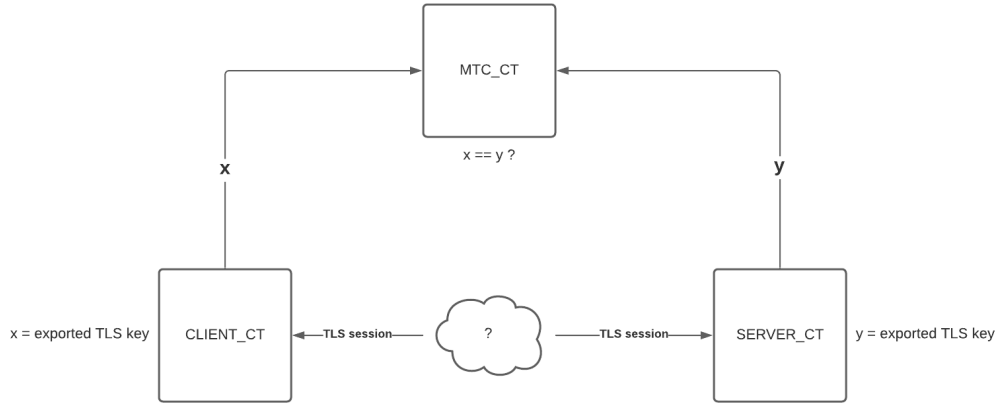 MTC_CT
x == y ?
x
y
x = exported TLS key
CLIENT_CT
TLS session
?
TLS session
SERVER_CT
y = exported TLS key